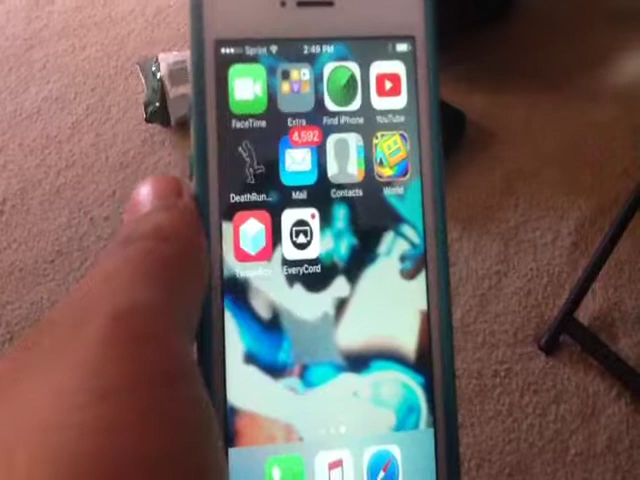 Sprint 2:49 PM
FaceTime Extra Find iPhone YouTube
4,592
DeathRun... Mail Contacts World
EveryCord